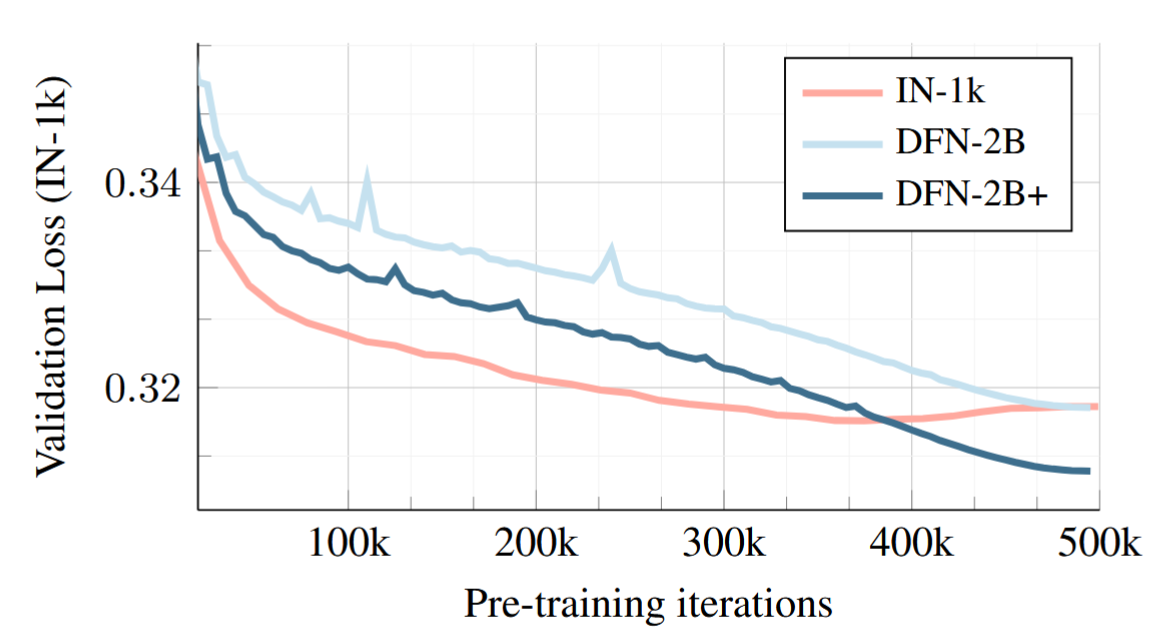 Validation Loss (IN-1k)
0.34
0.32
IN-1k
DFN-2B
DFN-2B+
100k 200k 300k 400k 500k
Pre-training iterations